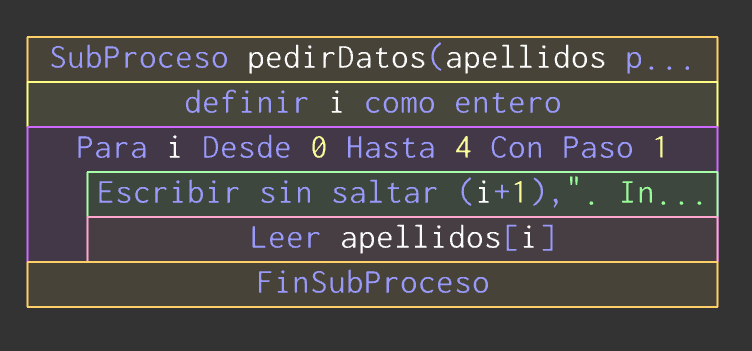 SubProceso pedirDatos(apellidos p...
definir i como entero
Para i Desde 0 Hasta 4 Con Paso 1
Escribir sin saltar (i+1),". In...
Leer apellidos[i]
FinSubProceso